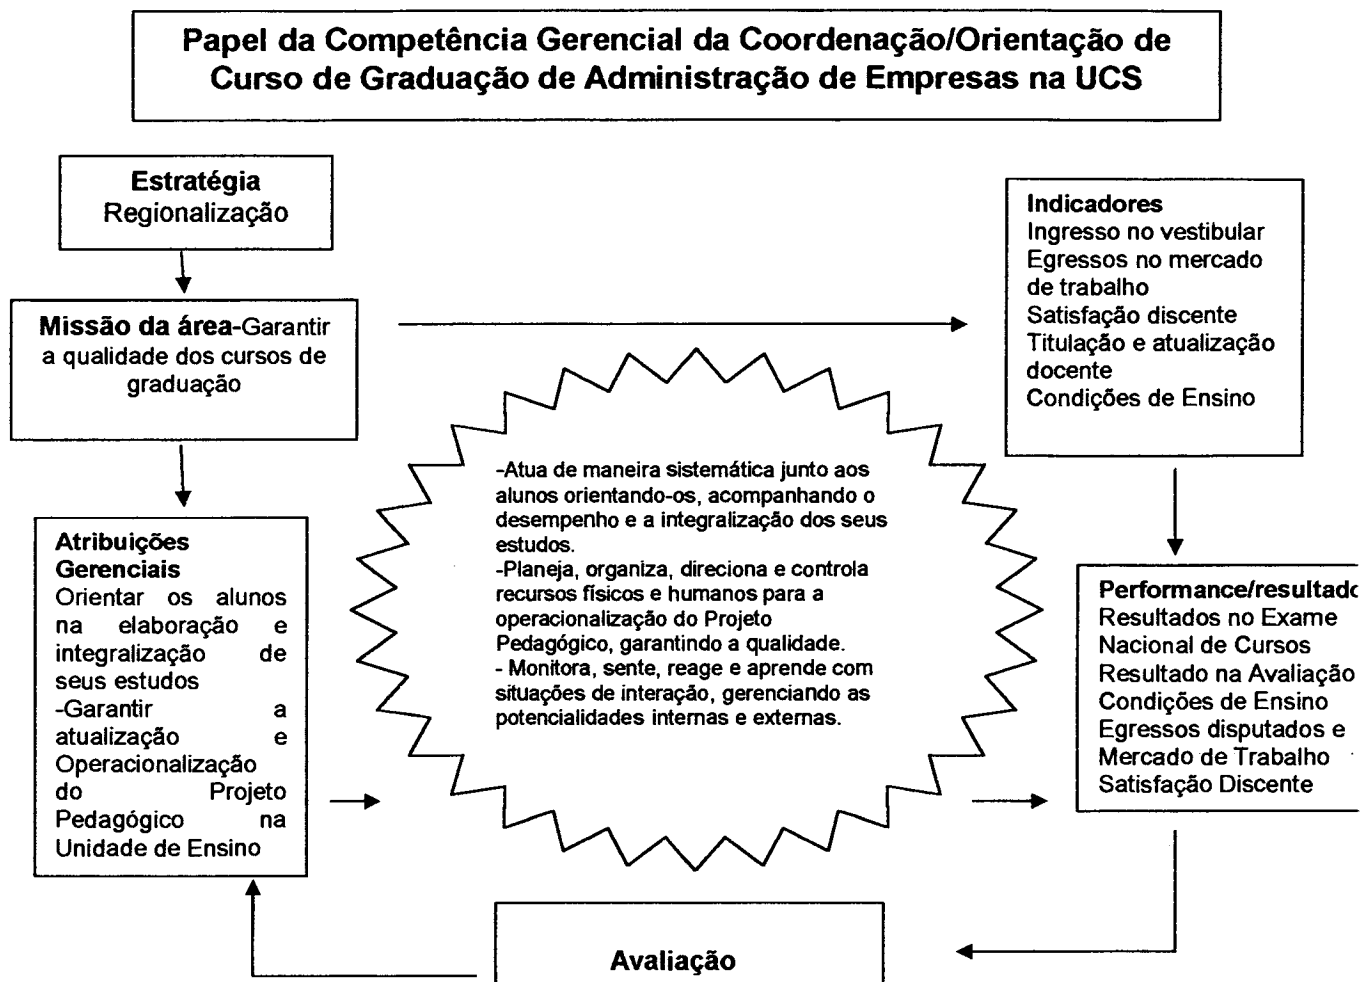 Papel da Competência Gerencial da Coordenação/Orientação de
Curso de Graduação de Administração de Empresas na UCS
Estratégia
Regionalização
Missão da área-Garantir
a qualidade dos cursos de
graduação
Atribuições
Gerenciais
Orientar os alunos
na elaboração e
integralização de
seus estudos
-Garantir a
atualização e
Operacionalização
do Projeto
Pedagógico na
Unidade de Ensino
-Atua de maneira sistemática junto aos
alunos orientando-os, acompanhando o
desempenho e a integralização dos seus
estudos.
-Planeja, organiza, direciona e controla
recursos físicos e humanos para a
operacionalização do Projeto
Pedagógico, garantindo a qualidade.
- Monitora, sente, reage e aprende com
situações de interação, gerenciando as
potencialidades internas e externas.
Indicadores
Ingresso no vestibular
Egressos no mercado
de trabalho
Satisfação discente
Titulação e atualização
docente
Condições de Ensino
Performance/resultado
Resultados no Exame
Nacional de Cursos
Resultado na Avaliação
Condições de Ensino
Egressos disputados e
Mercado de Trabalho
Satisfação Discente
Avaliação